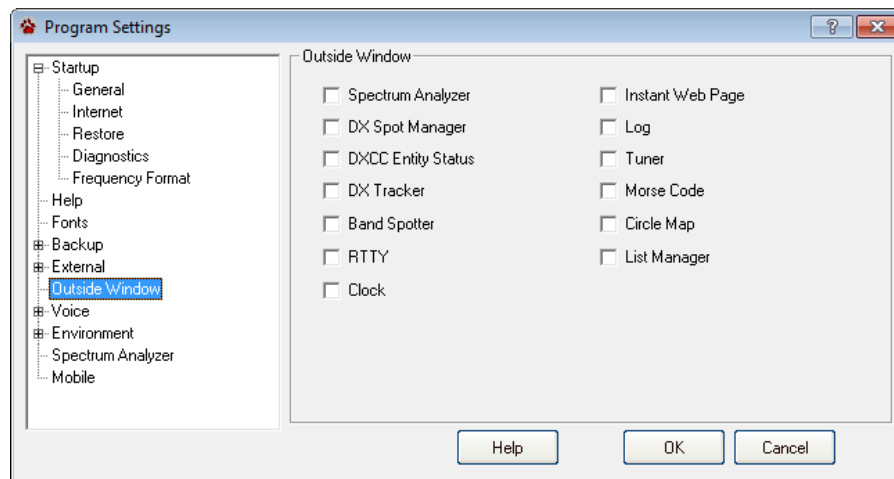 Program Settings
Startup
General
Internet
Restore
Diagnostics
Frequency Format
Help
Fonts
Backup
External
Outside Window
Voice
Environment
Spectrum Analyzer
Mobile
Outside Window
Spectrum Analyzer
DX Spot Manager
DXCC Entity Status
DX Tracker
Band Spotter
RTTY
Clock
Instant Web Page
Log
Tuner
Morse Code
Circle Map
List Manager
Help
OK
Cancel